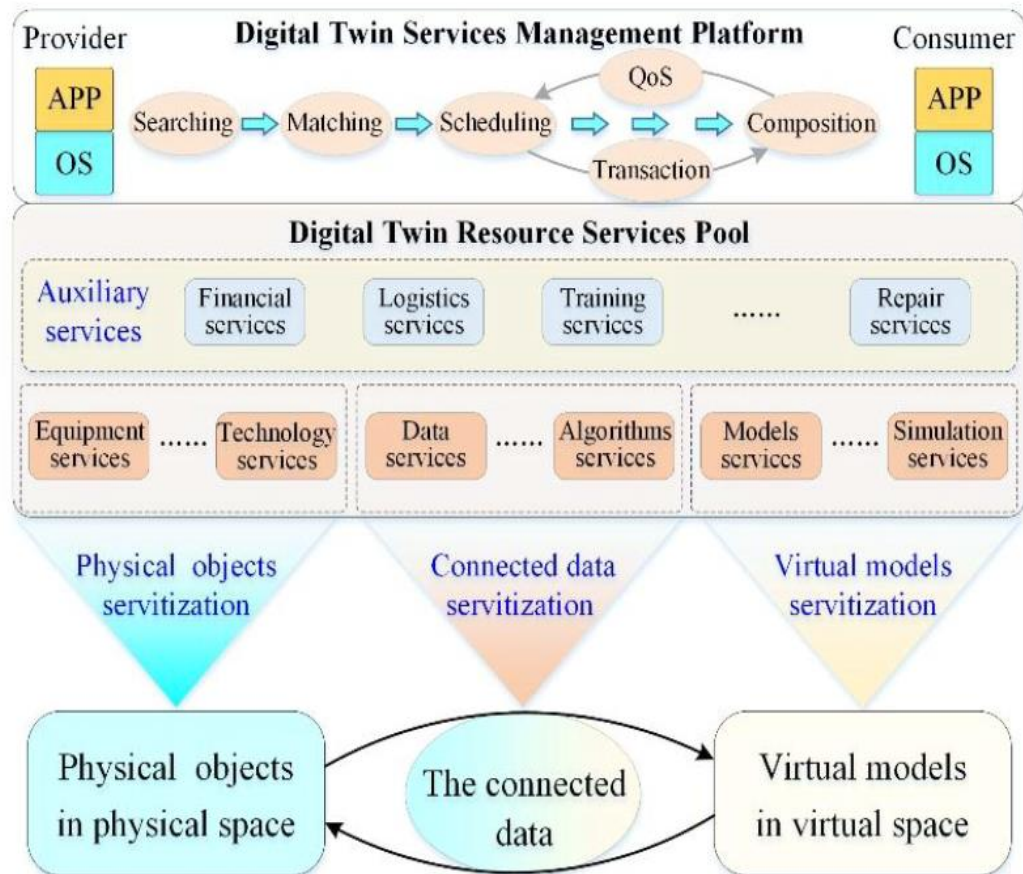 Provider
Digital Twin Services Management Platform
Consumer
APP
OS
Searching
Matching
Scheduling
QoS
Transaction
Composition
APP
OS
Digital Twin Resource Services Pool
Auxiliary
services
Financial
services
Logistics
services
Training
services
......
Repair
services
Equipment
services
......
Technology
services
Data
services
......
Algorithms
services
Models
services
......
Simulation
services
Physical objects
servitization
Connected data
servitization
Virtual models
servitization
Physical objects
in physical space
The connected
data
Virtual models
in virtual space